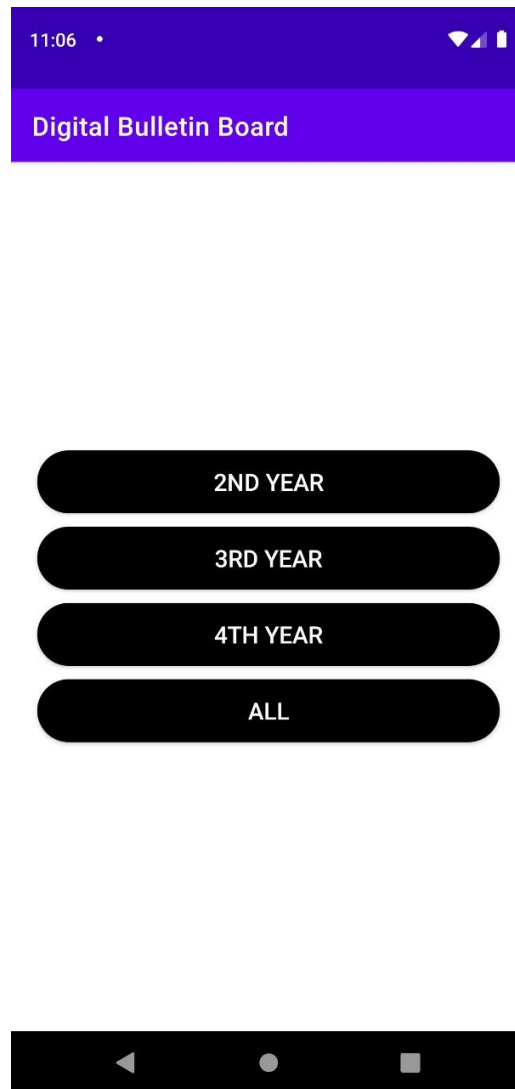 11:06
Digital Bulletin Board
2ND YEAR
3RD YEAR
4TH YEAR
ALL